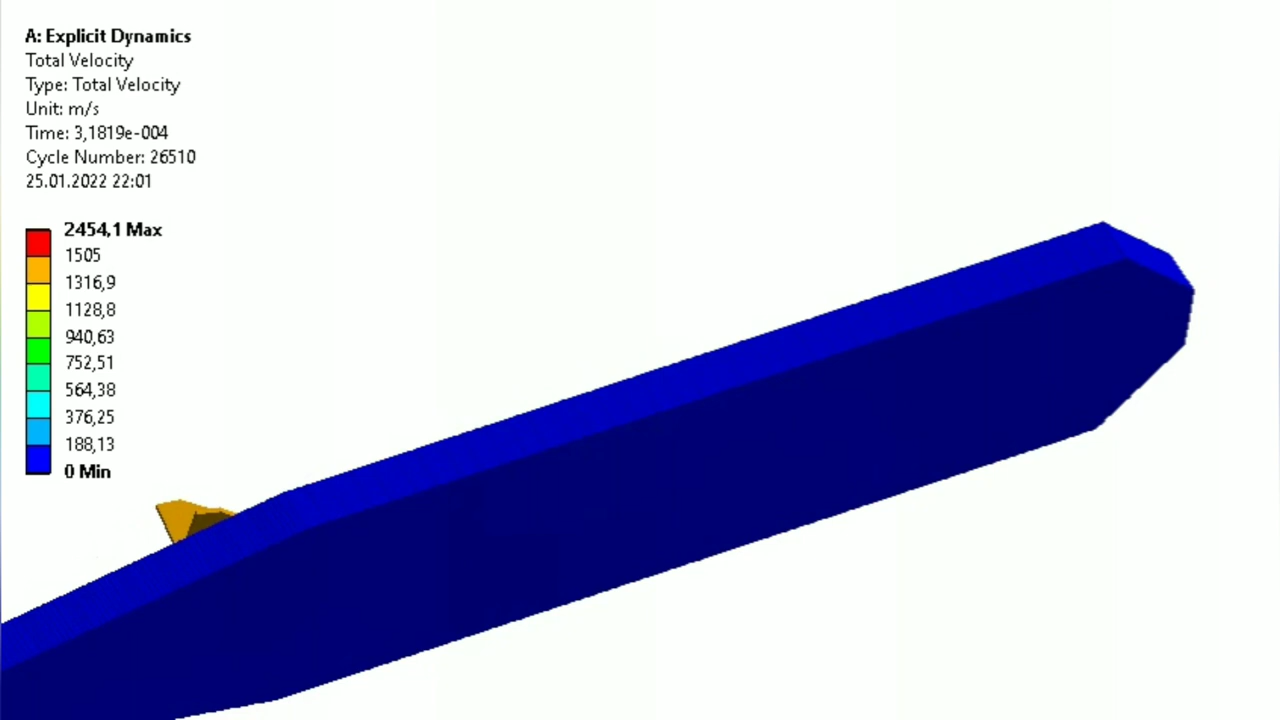 A: Explicit Dynamics
Total Velocity
Type: Total Velocity
Unit: m/s
Time: 3,1819e-004
Cycle Number: 26510
25.01.2022 22:01
2454,1 Max
1505
1316,9
1128,8
940,63
752,51
564,38
376,25
188,13
0 Min